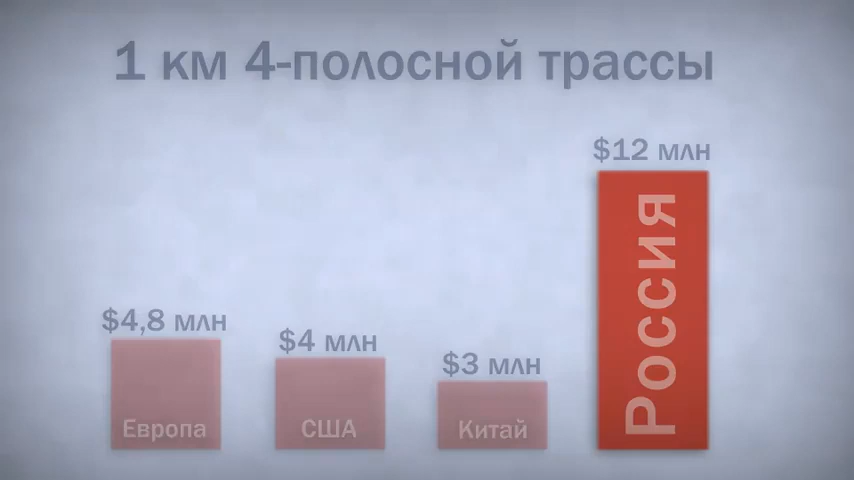 1 км 4-полосной трассы
$12 млн
Россия
$4,8 млн
$4 млн
$3 млн
Европа
США
Китай